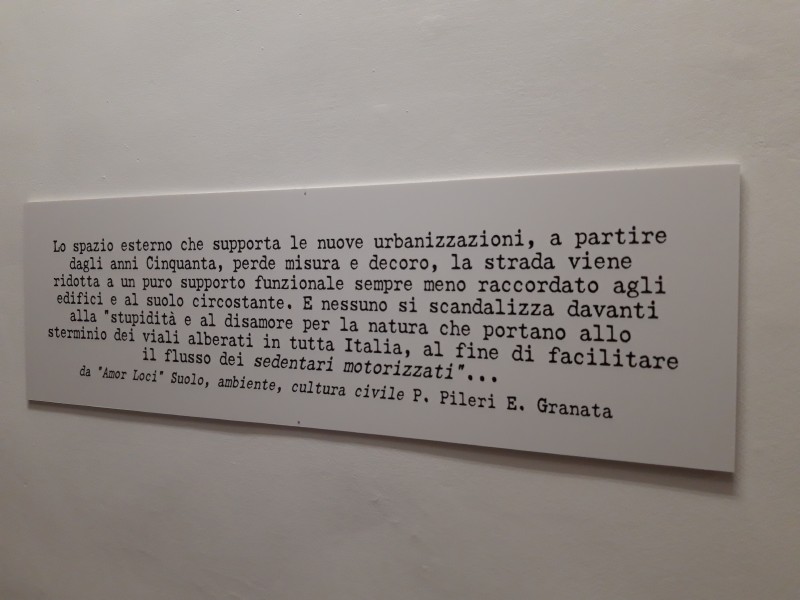 Lo spazio esterno che supporta le nuove urbanizzazioni, a partire
dagli anni Cinquanta, perde misura e decoro, la strada viene
ridotta a un puro supporto funzionale sempre meno raccordato agli
edifici e al suolo circostante. E nessuno si scandalizza davanti
alla "stupidità e al disamore per la natura che portano allo
sterminio dei viali alberati in tutta Italia, al fine di facilitare
il flusso dei sedentari motorizzati"...
da "Amor Loci" Suolo, ambiente, cultura civile P. Pileri E. Granata